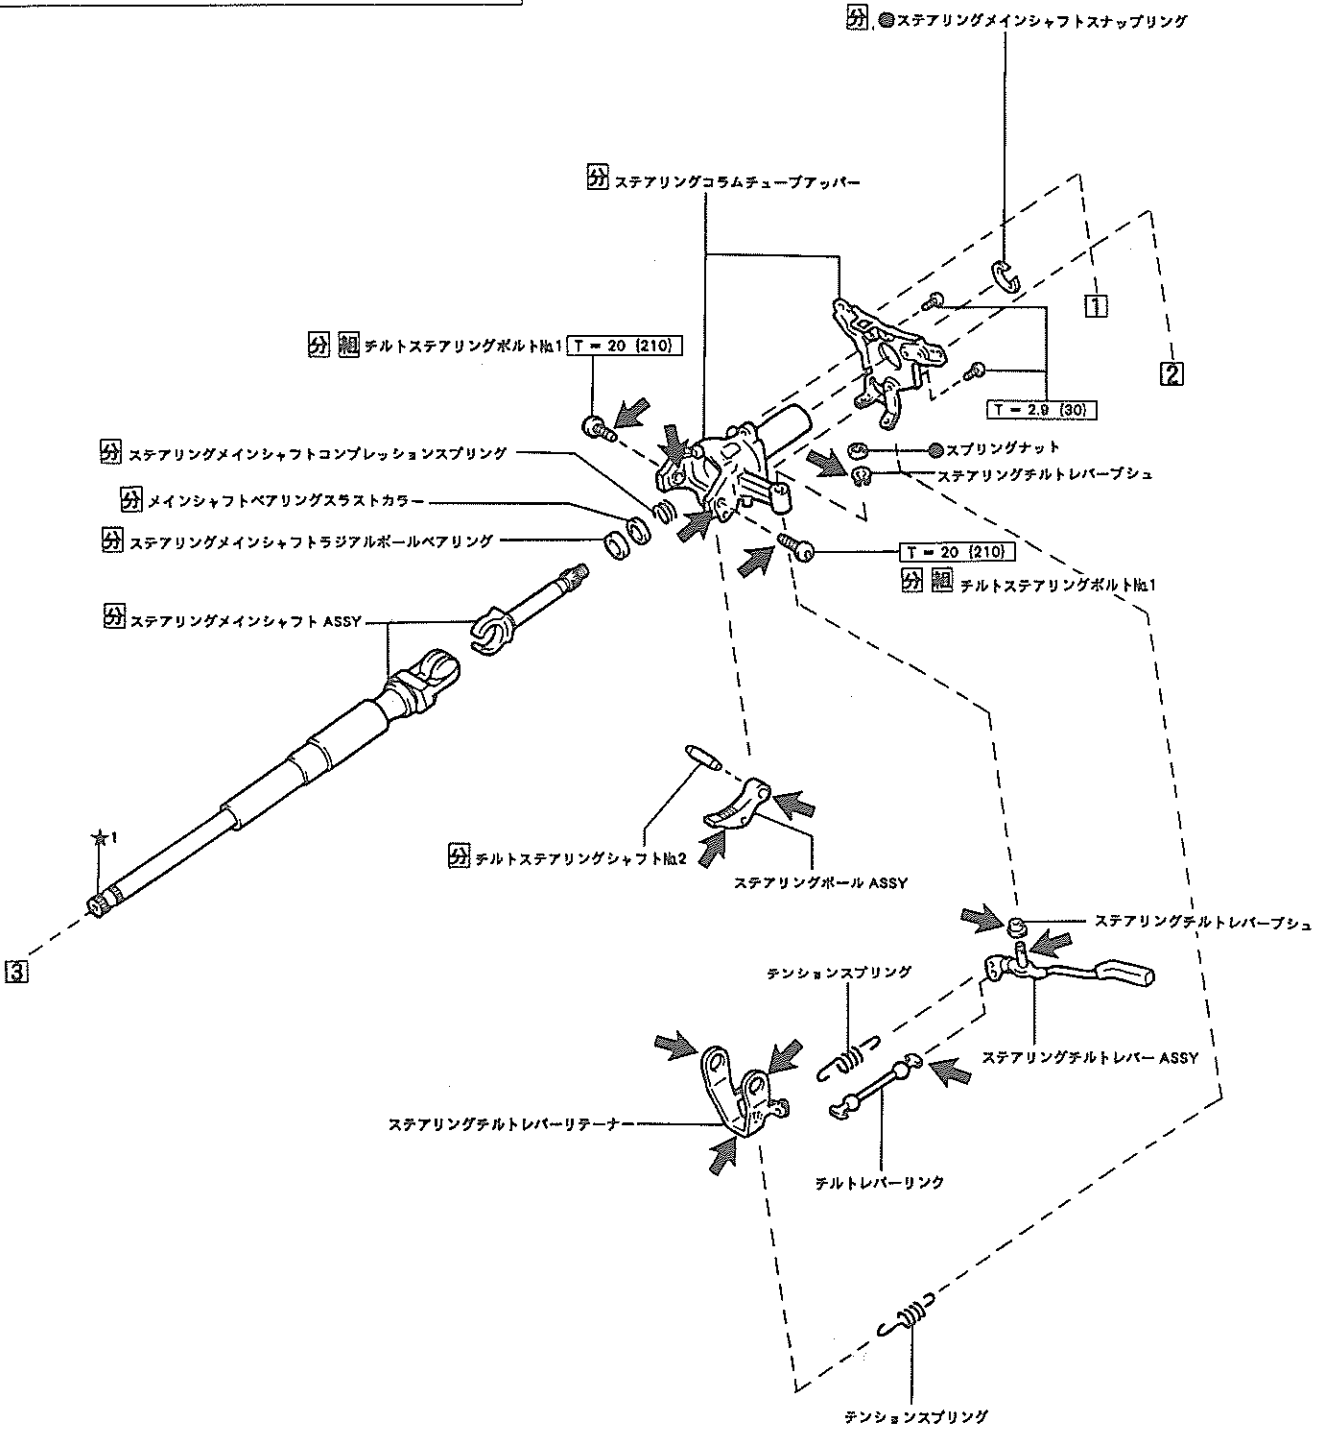 分, ●ステアリングメインシャフトスナップリング
分 ステアリングコラムチューブアッパー
1
2
分 組 チルトステアリングボルト№1 T = 20 {210}
T = 2.9 {30}
●スプリングナット
ステアリングチルトレバーブシュ
分 ステアリングメインシャフトコンプレッションスプリング
分 メインシャフトベアリングスラストカラー
分 ステアリングメインシャフトラジアルボールベアリング
T = 20 {210}
分 組 チルトステアリングボルト№1
分 ステアリングメインシャフト ASSY
★1
分 チルトステアリングシャフト№2
ステアリングポール ASSY
3
ステアリングチルトレバーブシュ
テンションスプリング
ステアリングチルトレバー ASSY
ステアリングチルトレバーリテーナー
チルトレバーリンク
テンションスプリング